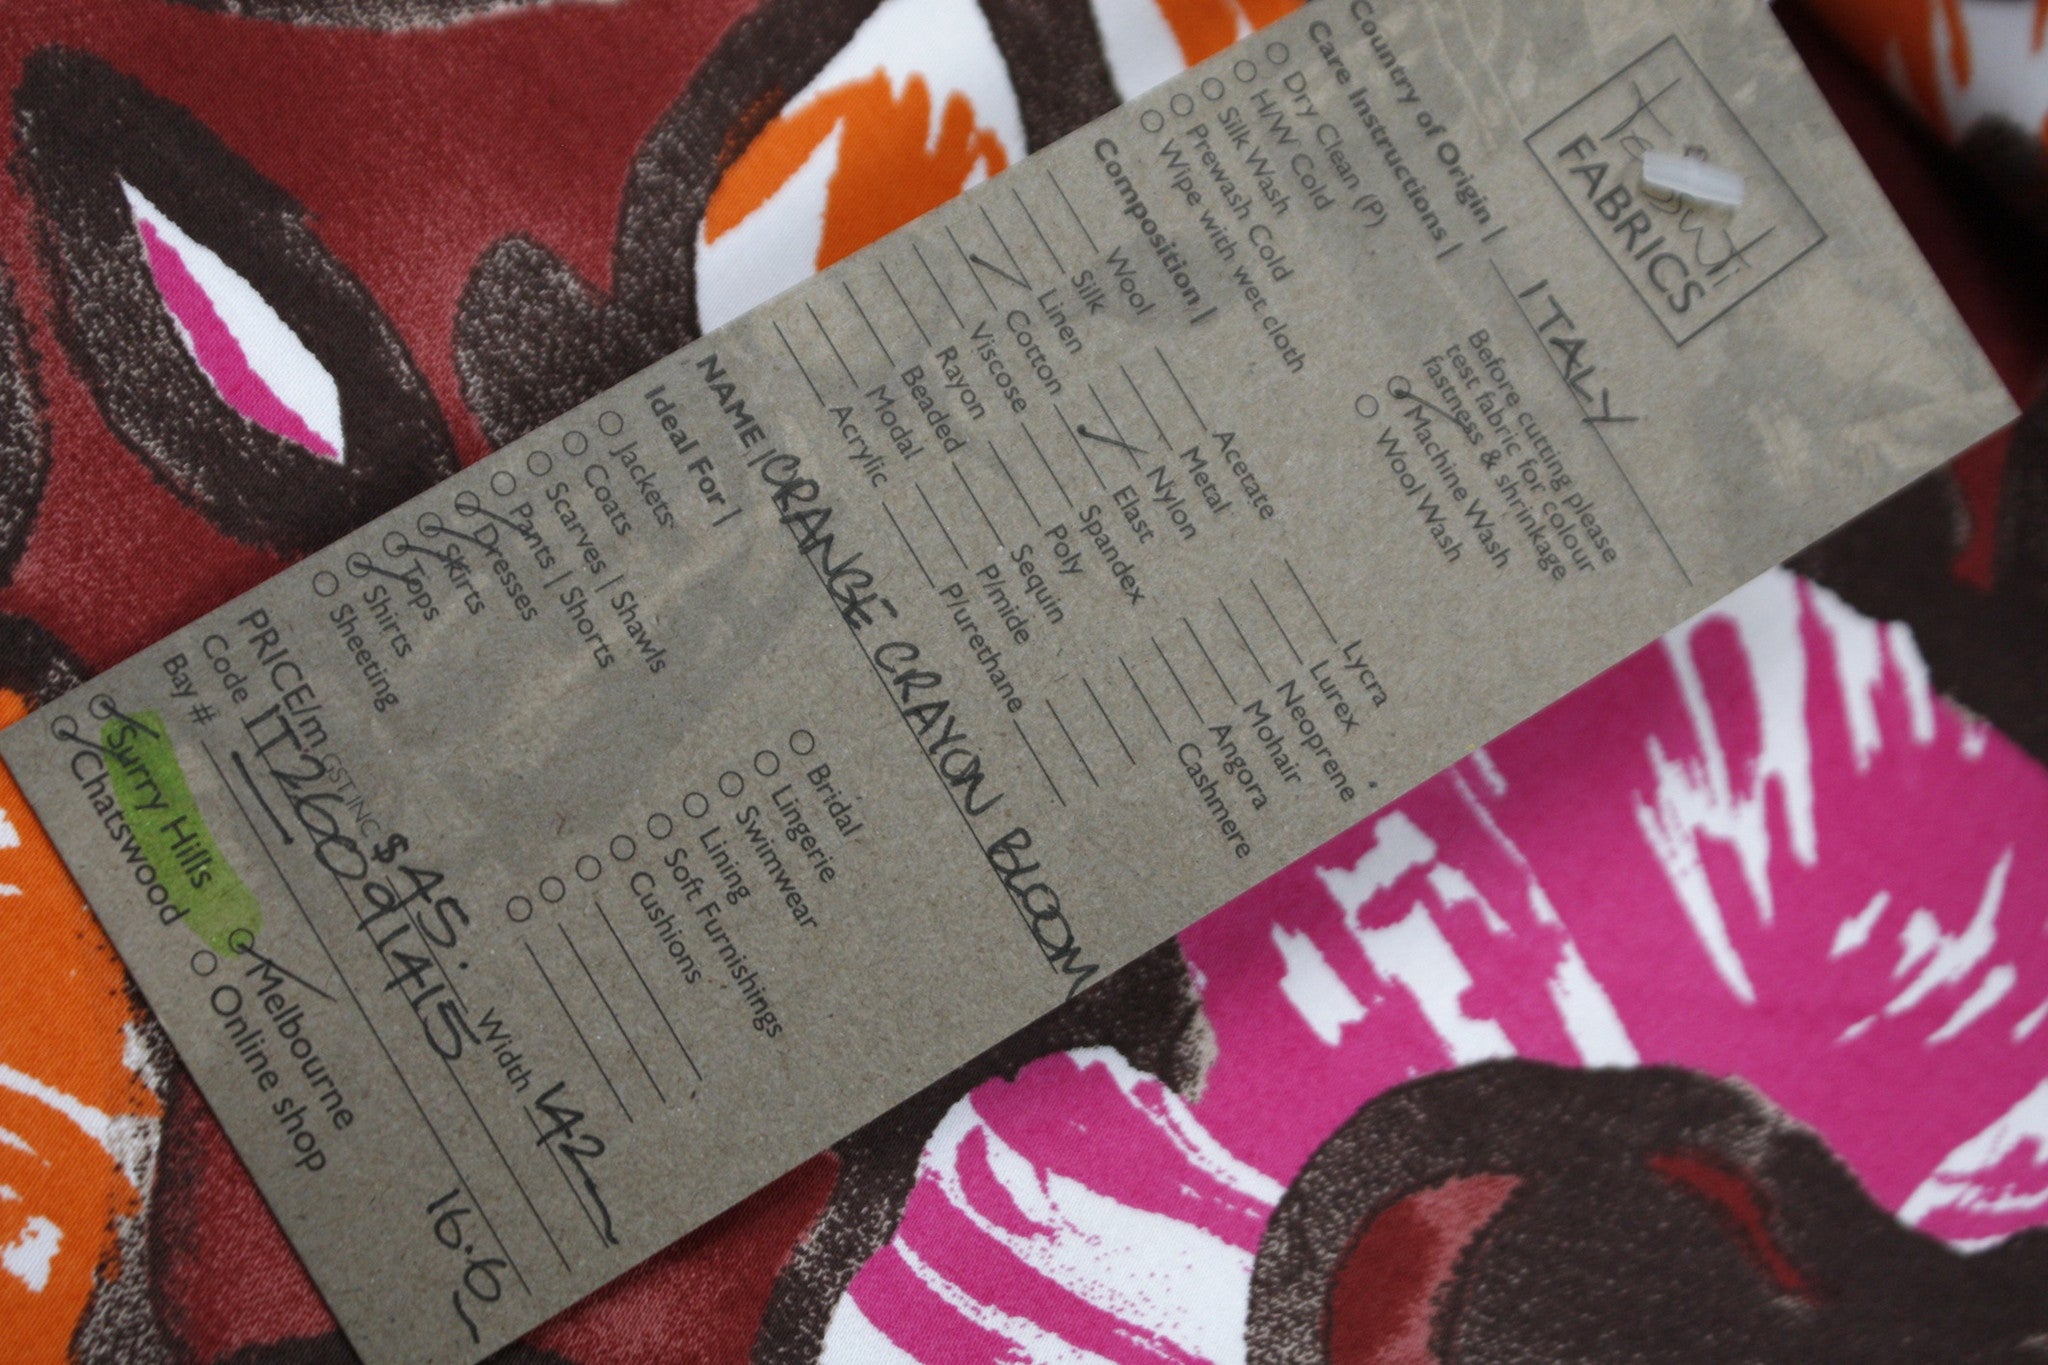 Tessuti
FABRICS
Country of Origin | ITALY
Care Instructions |
Dry Clean (P)
H/W Cold
Silk Wash
Prewash Cold
Wipe with wet cloth
Before cutting please
test fabric for colour
fastness & shrinkage
Machine Wash
Wool Wash
Composition |
Wool Acetate Lycra
Silk Metal Lurex
Linen Nylon Neoprene
Cotton Elast Mohair
Viscose Spandex Angora
Rayon Poly Cashmere
Beaded Sequin
Modal P/mide
Acrylic P/urethane
NAME | ORANGE CRAYON BLOOM
Ideal For |
Jackets Bridal
Coats Lingerie
Scarves | Shawls Swimwear
Pants | Shorts Lining
Dresses Soft Furnishings
Skirts Cushions
Tops
Shirts
Sheeting
PRICE/m GST INC $45. Width 142
Code IT26091415
Bay # 16.6
Surry Hills Melbourne
Chatswood Online shop